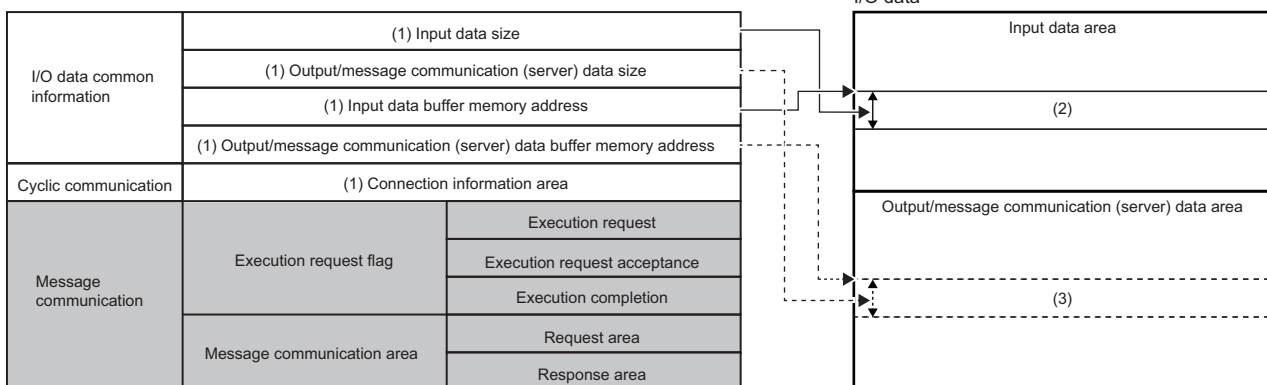 I/O data
I/O data common
information
(1) Input data size
(1) Output/message communication (server) data size
(1) Input data buffer memory address
(1) Output/message communication (server) data buffer memory address
Cyclic communication
(1) Connection information area
Message
communication
Execution request flag
Execution request
Execution request acceptance
Execution completion
Message communication area
Request area
Response area
Input data area
(2)
Output/message communication (server) data area
(3)